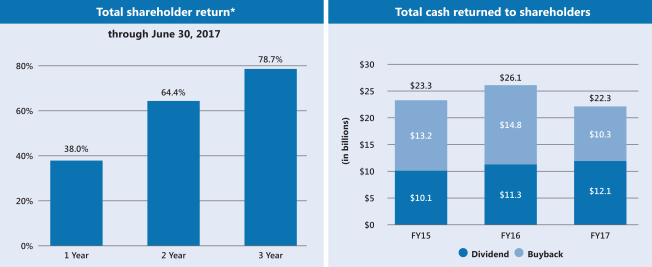 Total shareholder return*
through June 30, 2017
80%
60%
40%
20%
0%
38.0%
64.4%
78.7%
1 Year
2 Year
3 Year
Total cash returned to shareholders
(in billions)
$30
$25
$20
$15
$10
$5
$0
$23.3
$13.2
$10.1
$26.1
$14.8
$11.3
$22.3
$10.3
$12.1
FY15
FY16
FY17
Dividend
Buyback